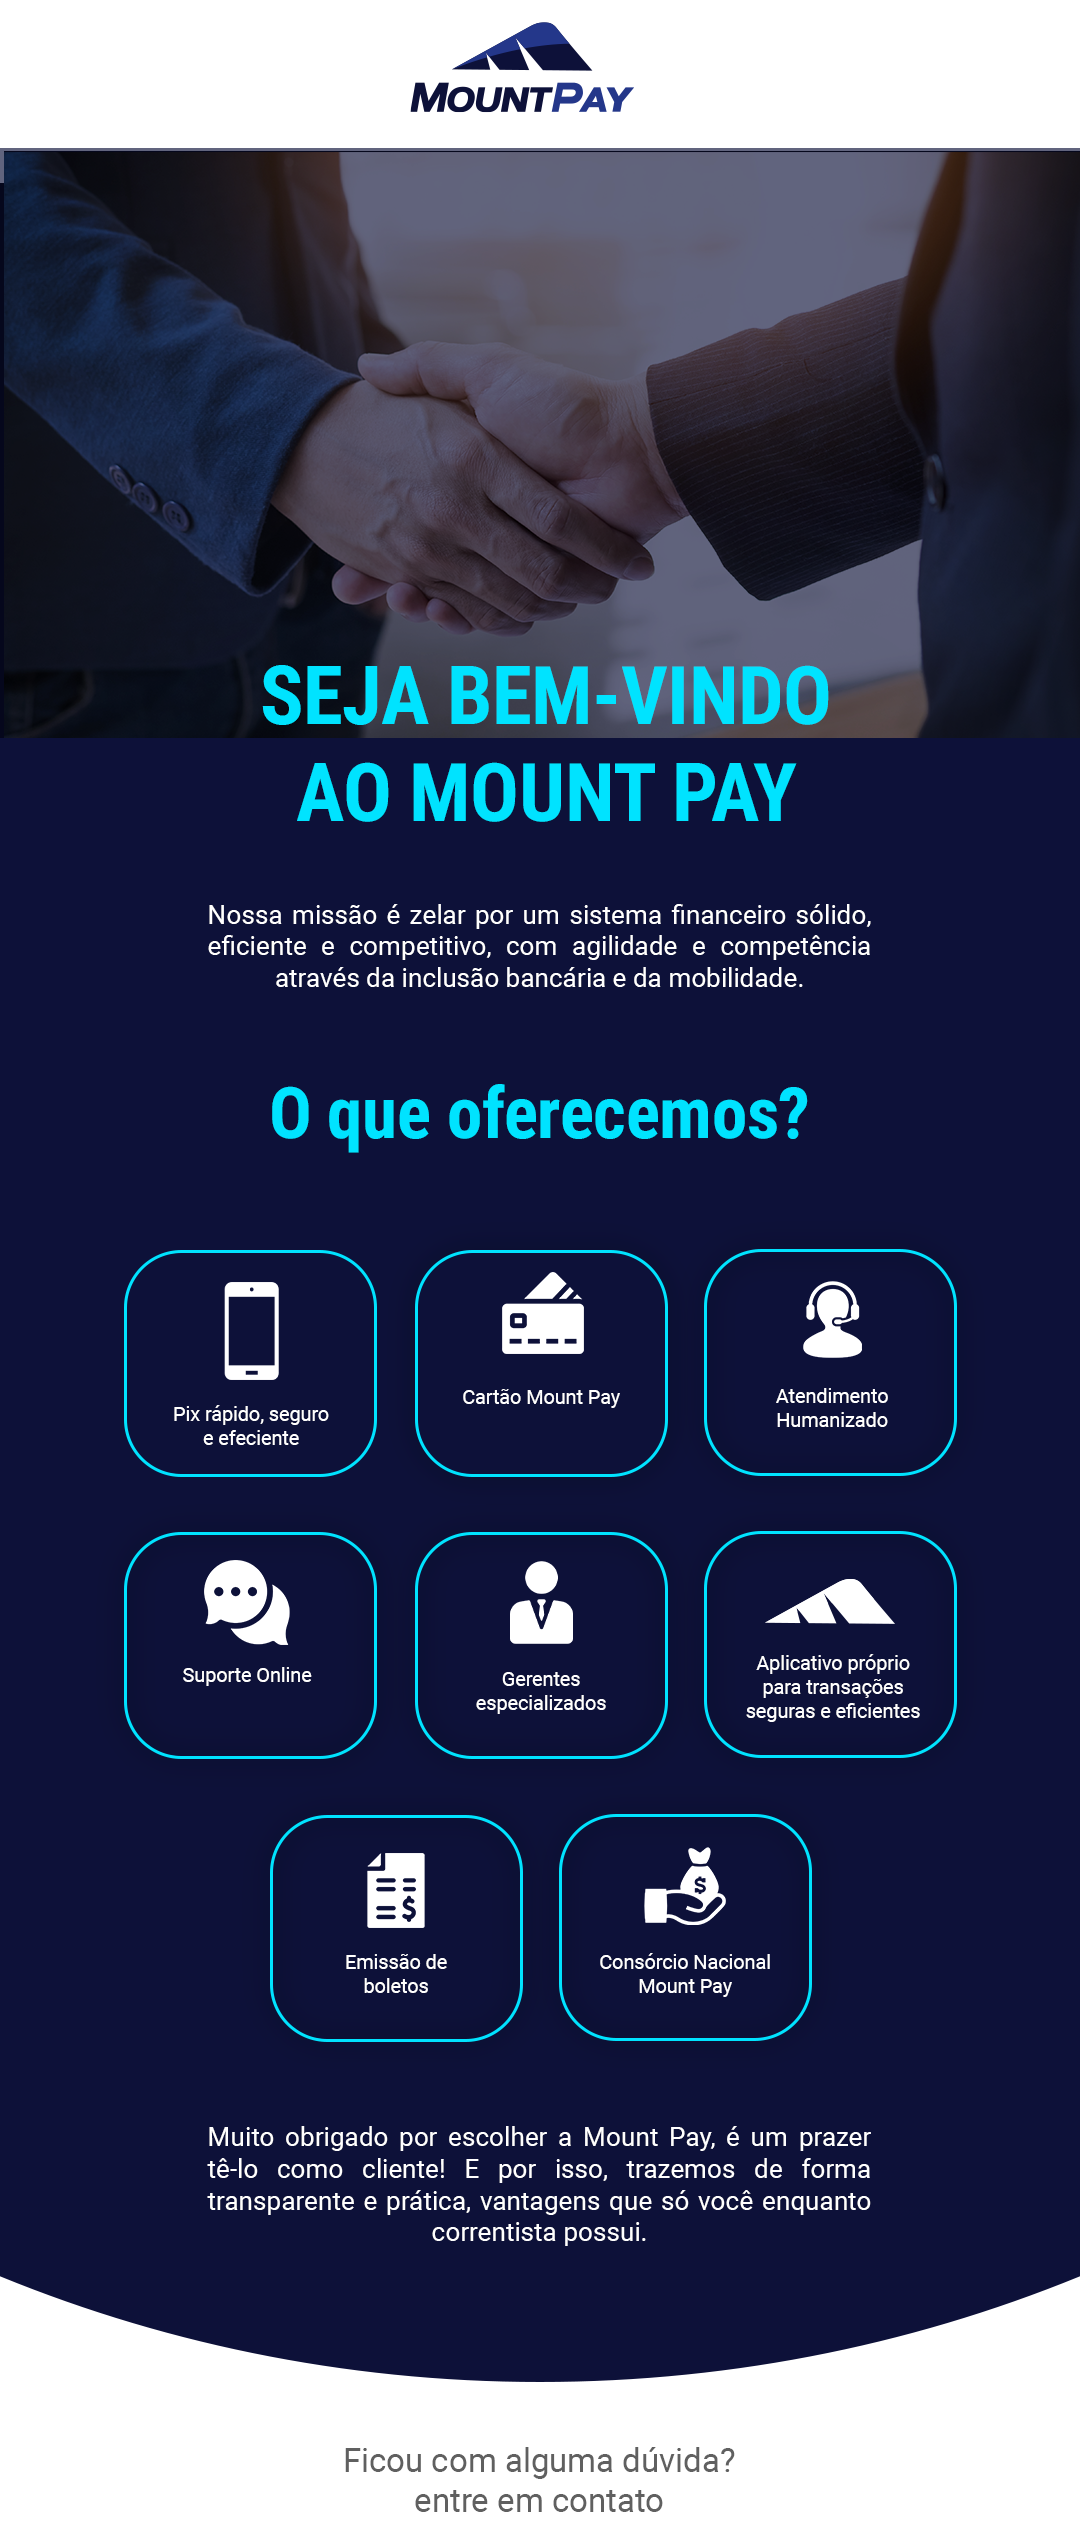 MOUNTPAY
SEJA BEM-VINDO
AO MOUNT PAY
Nossa missão é zelar por um sistema financeiro sólido,
eficiente e competitivo, com agilidade e competência
através da inclusão bancária e da mobilidade.
O que oferecemos?
Pix rápido, seguro
e efeciente
Cartão Mount Pay
Atendimento
Humanizado
Suporte Online
Gerentes
especializados
Aplicativo próprio
para transações
seguras e eficientes
Emissão de
boletos
Consórcio Nacional
Mount Pay
Muito obrigado por escolher a Mount Pay, é um prazer
tê-lo como cliente! E por isso, trazemos de forma
transparente e prática, vantagens que só você enquanto
correntista possui.
Ficou com alguma dúvida?
entre em contato